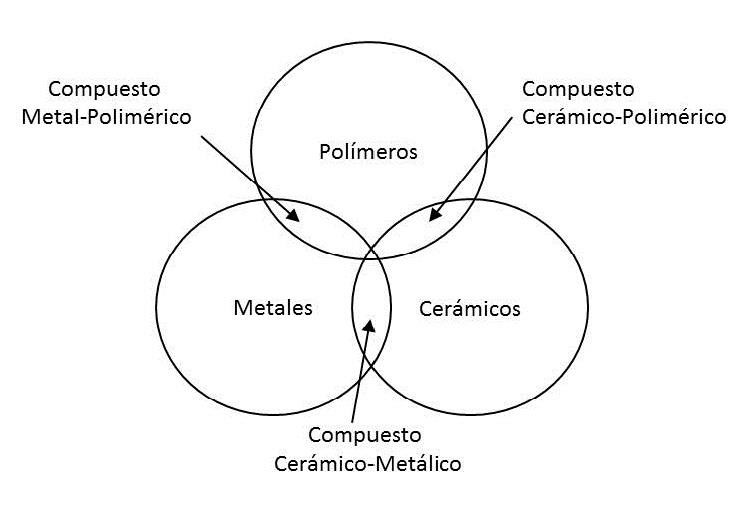 Compuesto
Metal-Polimérico
Compuesto
Cerámico-Polimérico
Polímeros
Metales
Cerámicos
Compuesto
Cerámico-Metálico